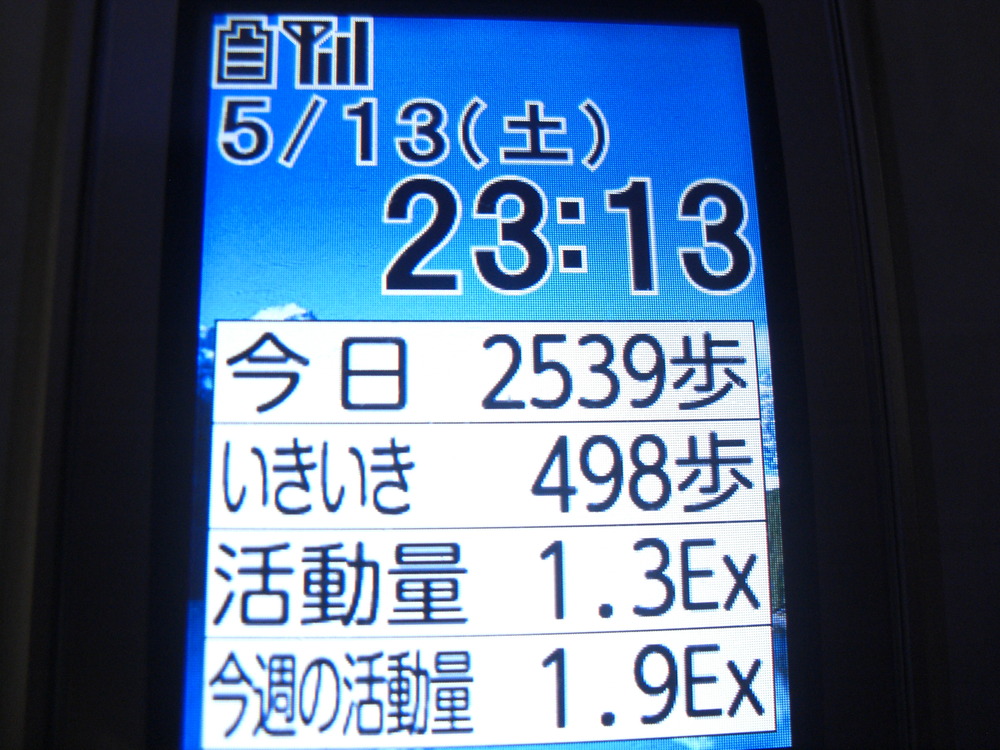 5/13(土)
23:13
今日 2539歩
いきいき 498歩
活動量 1.3Ex
今週の活動量 1.9Ex